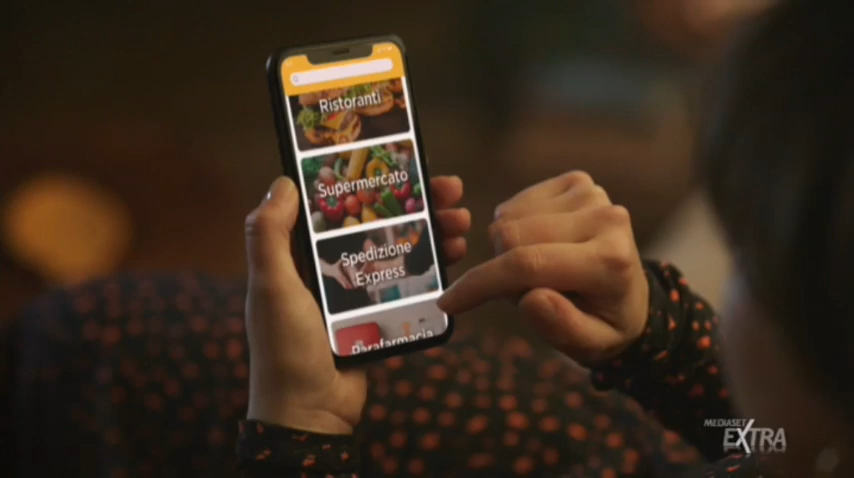 Ristoranti
Supermercato
Spedizione
Express
Parafarmacia
MEDIASET
EXTRA